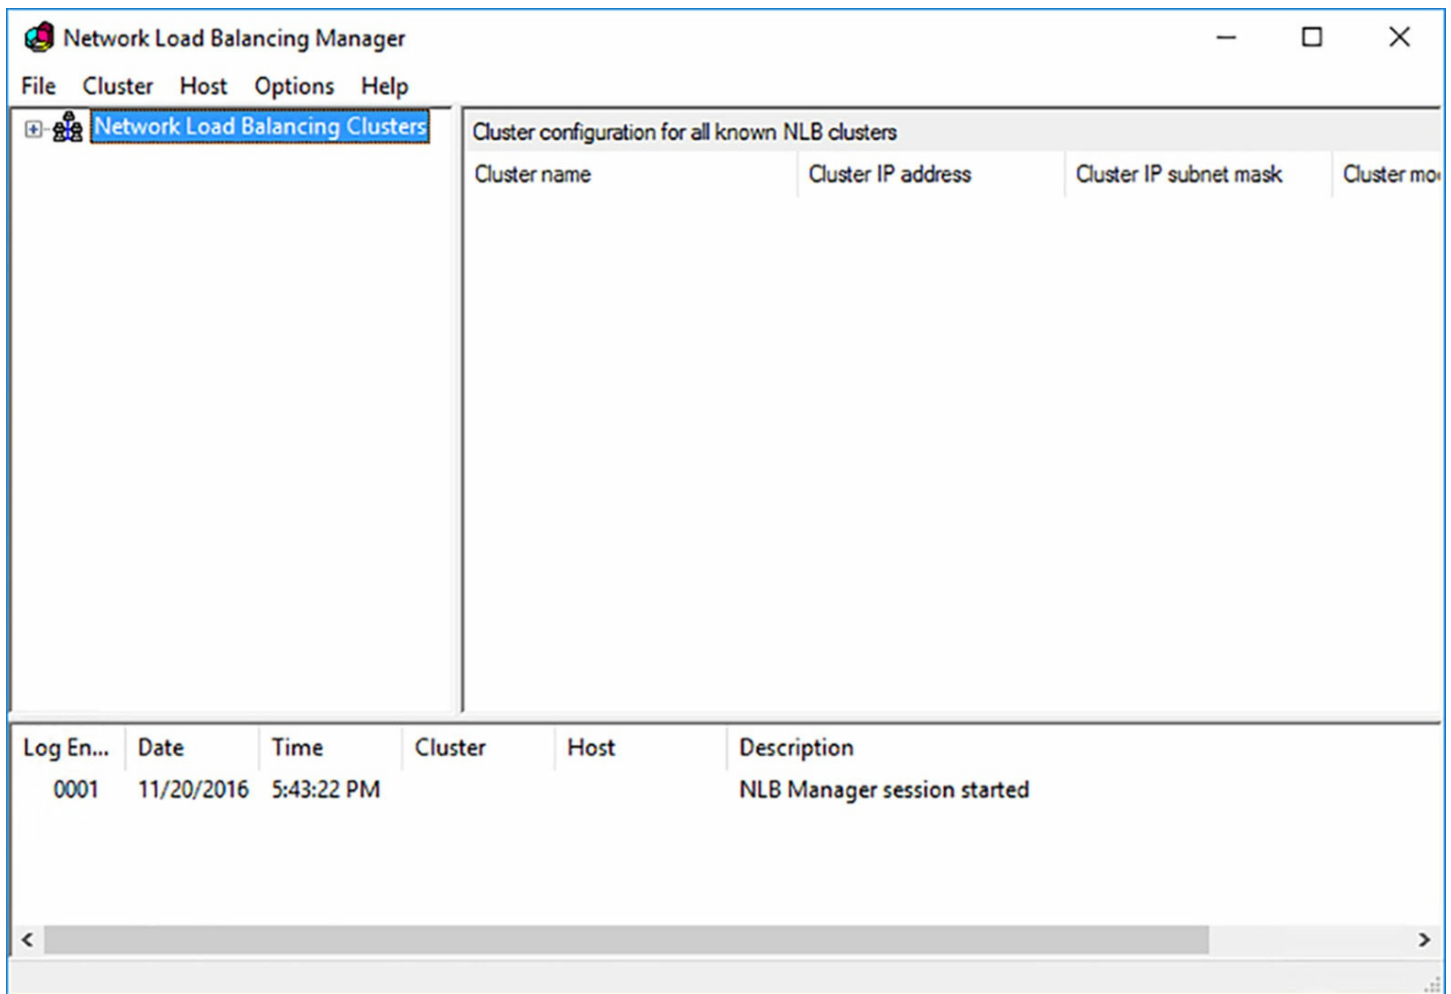 Network Load Balancing Manager
File Cluster Host Options Help
Network Load Balancing Clusters
Cluster configuration for all known NLB clusters
Cluster name Cluster IP address Cluster IP subnet mask Cluster mo
Log En... Date Time Cluster Host Description
0001 11/20/2016 5:43:22 PM NLB Manager session started